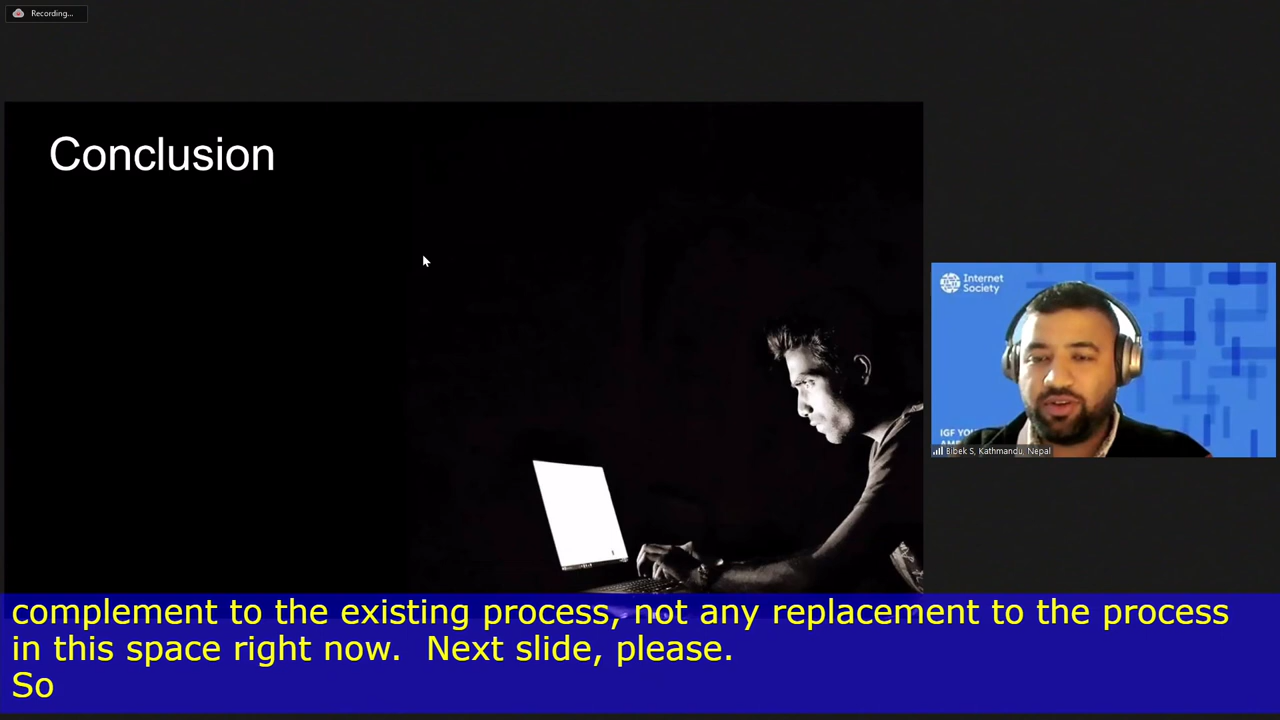 Recording...
Conclusion
Internet
Society
IGF YOU
Bibek S, Kathmandu, Nepal
complement to the existing process, not any replacement to the process
in this space right now.  Next slide, please.
So